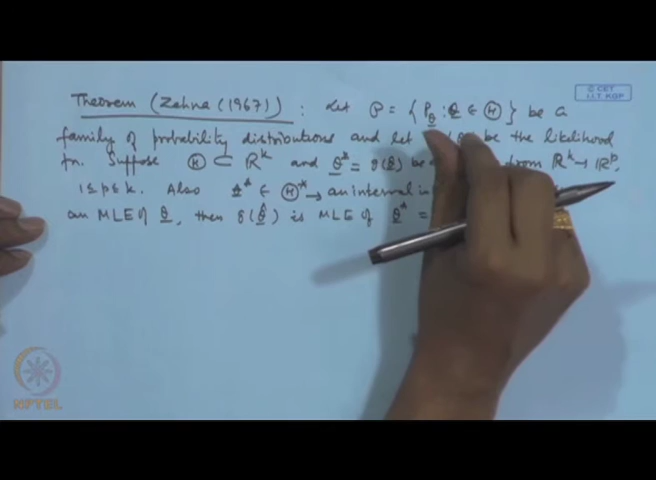 © CET
I.I.T. KGP
Theorem (Zehna (1967) : Let 𝒫 = { P_θ : θ ∈ Ⓗ } be a
family of probability distributions and let be the likelihood
fn. Suppose Ⓗ ⊂ R^k and θ* = g(θ) be from R^k → R^p,
1 ≤ p ≤ k. Also θ* ∈ Ⓗ* → an interval in
an MLE of θ, then g(θ̂) is MLE of θ* =
NPTEL